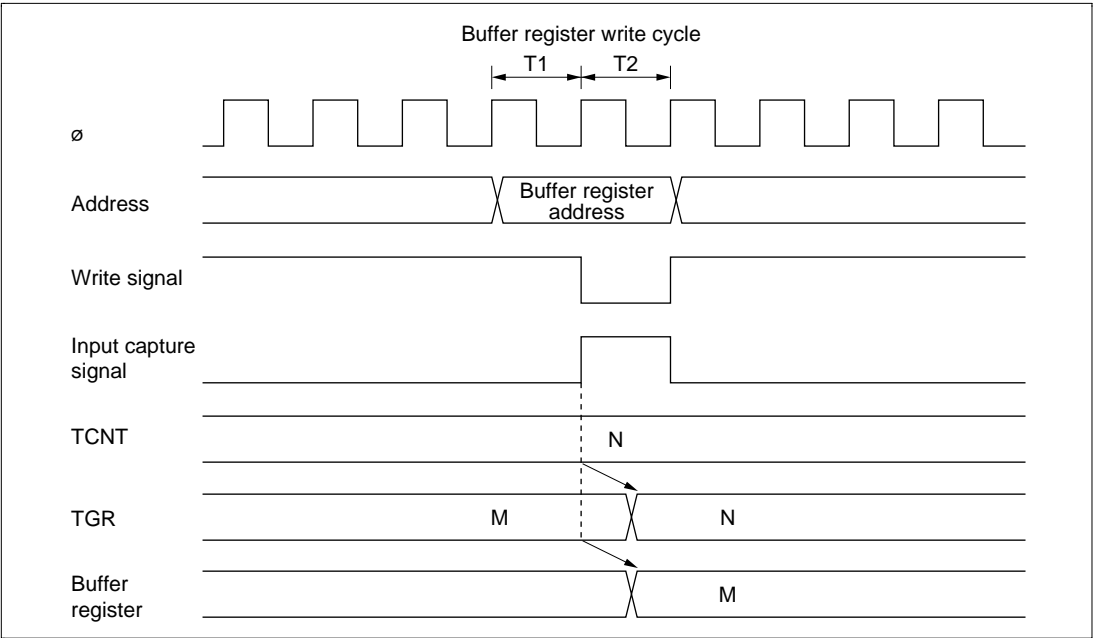 Buffer register write cycle
T1 T2
ø
Address
Buffer register
address
Write signal
Input capture
signal
TCNT
N
TGR
M N
Buffer
register
M